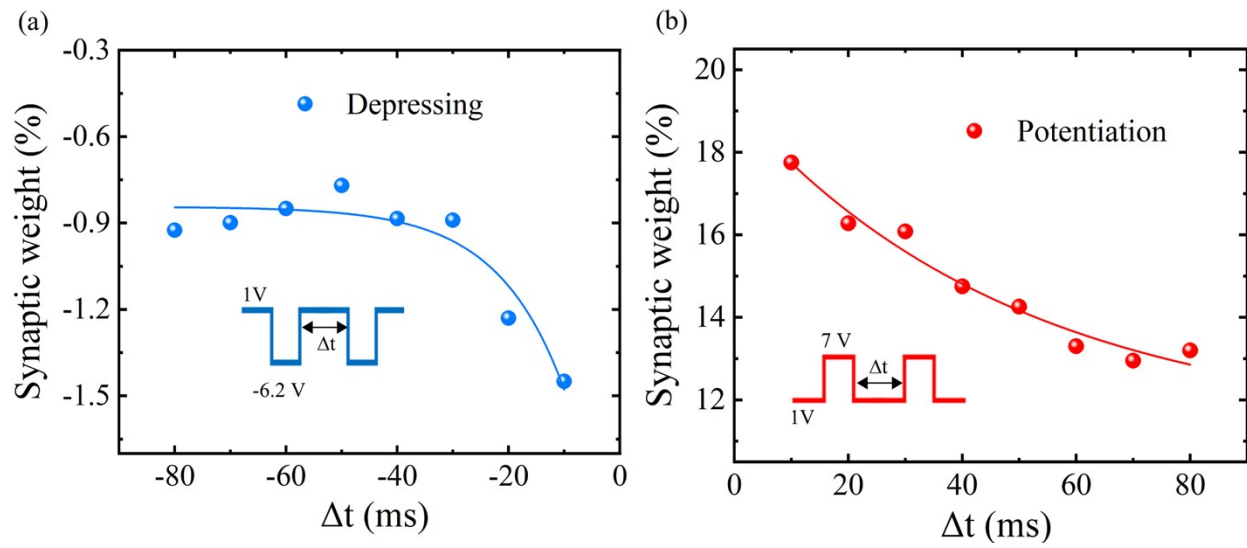 (a)
-0.3
-0.6
-0.9
-1.2
-1.5
Synaptic weight (%)
Depressing
1V
Δt
-6.2 V
-80
-60
-40
-20
0
Δt (ms)
(b)
20
18
16
14
12
Synaptic weight (%)
Potentiation
7 V
Δt
1V
0
20
40
60
80
Δt (ms)